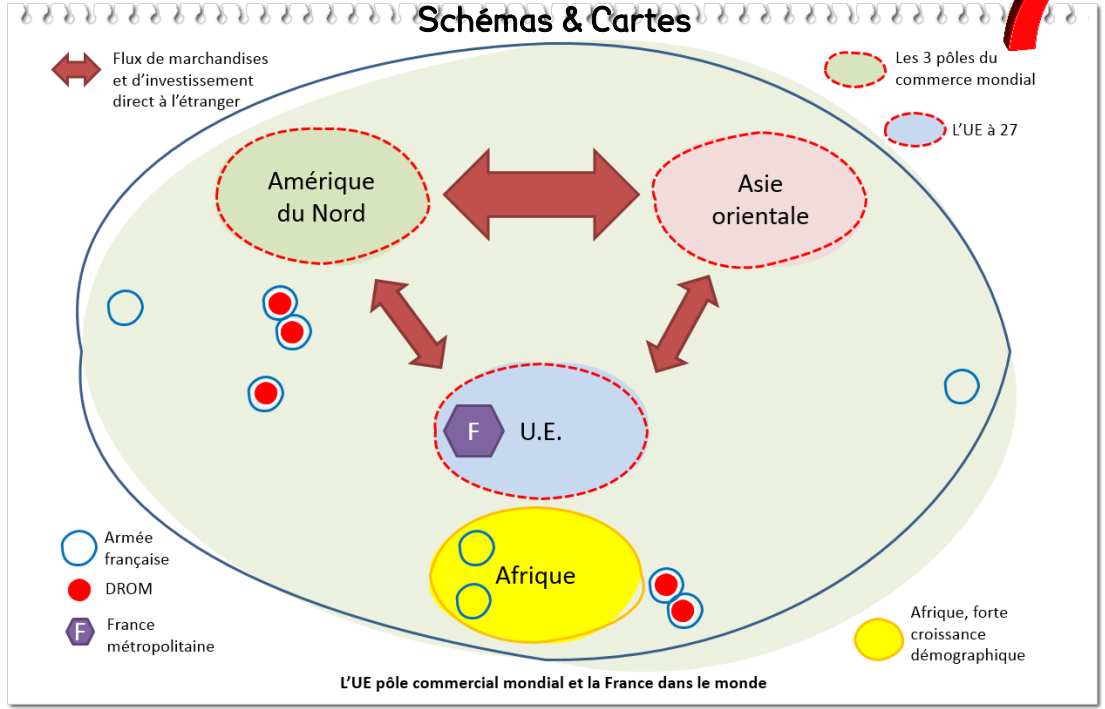 Schémas & Cartes
Flux de marchandises
et d'investissement
direct à l'étranger
Les 3 pôles du
commerce mondial
L'UE à 27
Amérique
du Nord
Asie
orientale
F
U.E.
Afrique
Armée
française
DROM
F
France
métropolitaine
Afrique, forte
croissance
démographique
L'UE pôle commercial mondial et la France dans le monde